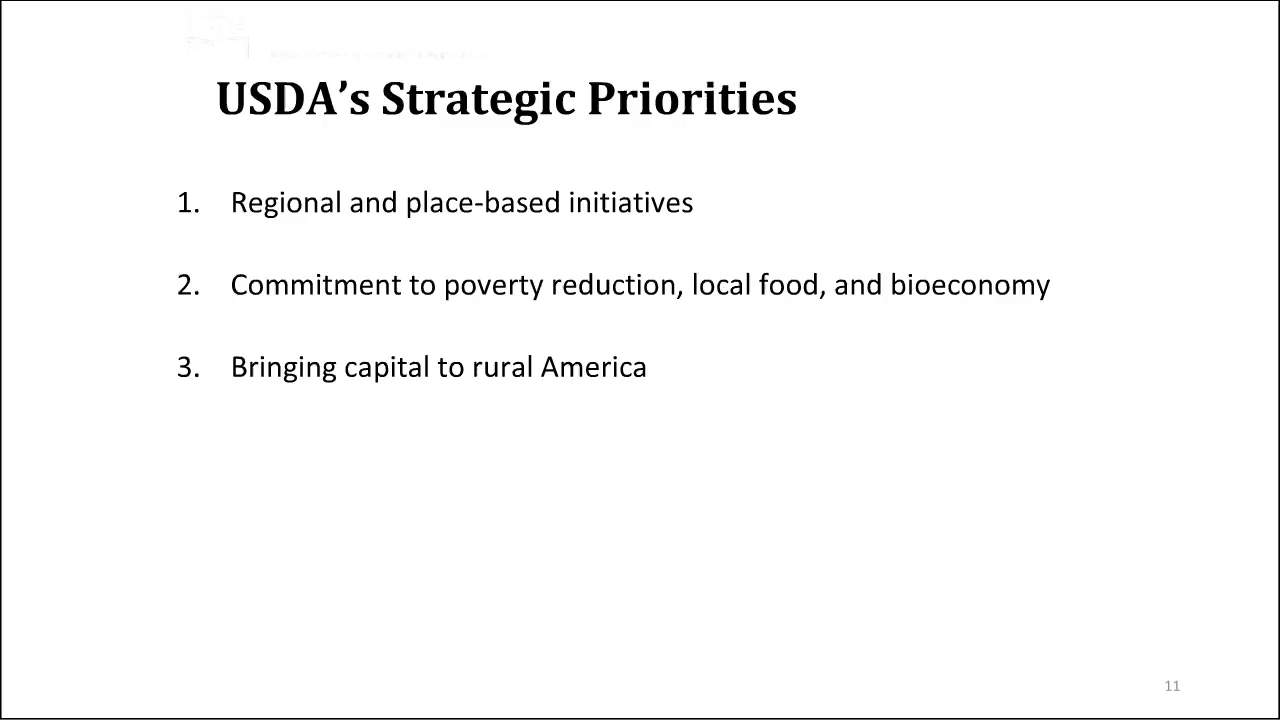 USDA’s Strategic Priorities
1. Regional and place-based initiatives
2. Commitment to poverty reduction, local food, and bioeconomy
3. Bringing capital to rural America
11